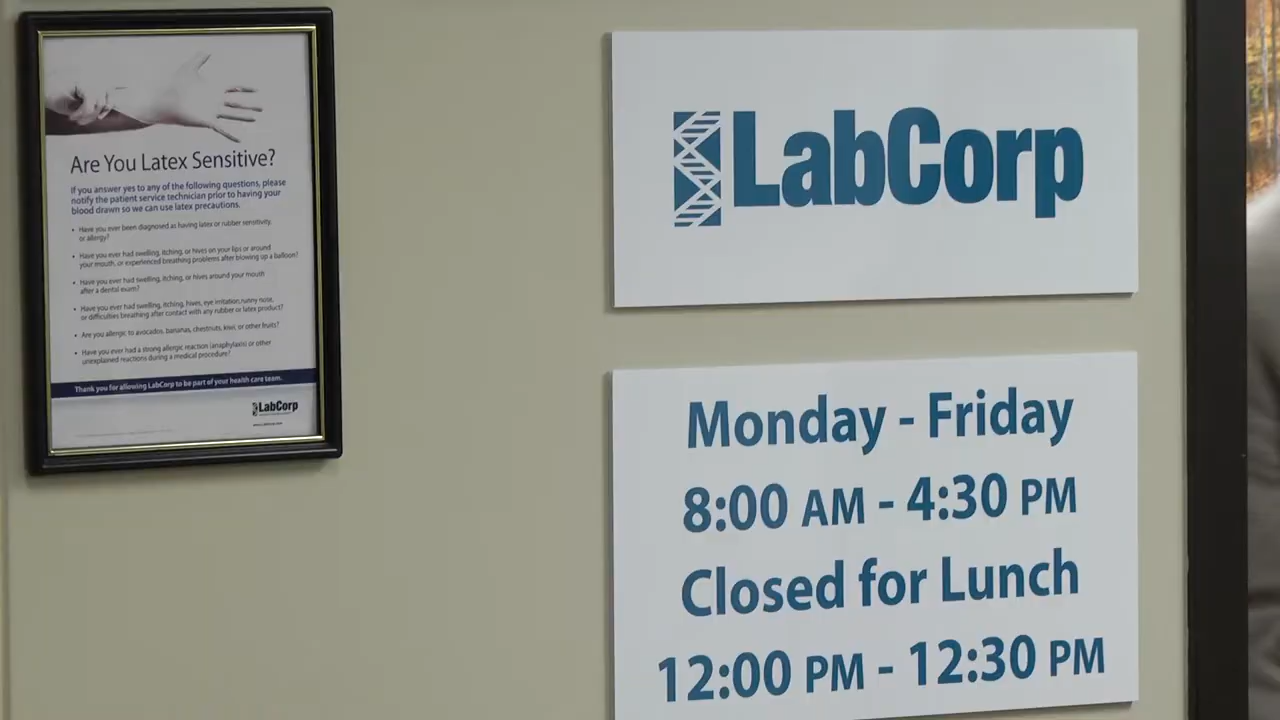 Are You Latex Sensitive?
If you answer yes to any of the following questions, please
notify the patient service technician prior to having your
blood drawn so we can use latex precautions.
• Have you ever been diagnosed as having latex or rubber sensitivity,
or allergy?
• Have you ever had swelling, itching, or hives on your lips or around
your mouth, or experienced breathing problems after blowing up a balloon?
• Have you ever had swelling, itching, or hives around your mouth
after a dental exam?
• Have you ever had swelling, itching, hives, eye irritation, runny nose,
or difficulties breathing after contact with any rubber or latex product?
• Are you allergic to avocados, bananas, chestnuts, kiwi, or other fruits?
• Have you ever had a strong allergic reaction (anaphylaxis) or other
unexplained reactions during a medical procedure?
Thank you for allowing LabCorp to be part of your health care team.
LabCorp
LabCorp
Monday - Friday
8:00 AM - 4:30 PM
Closed for Lunch
12:00 PM - 12:30 PM